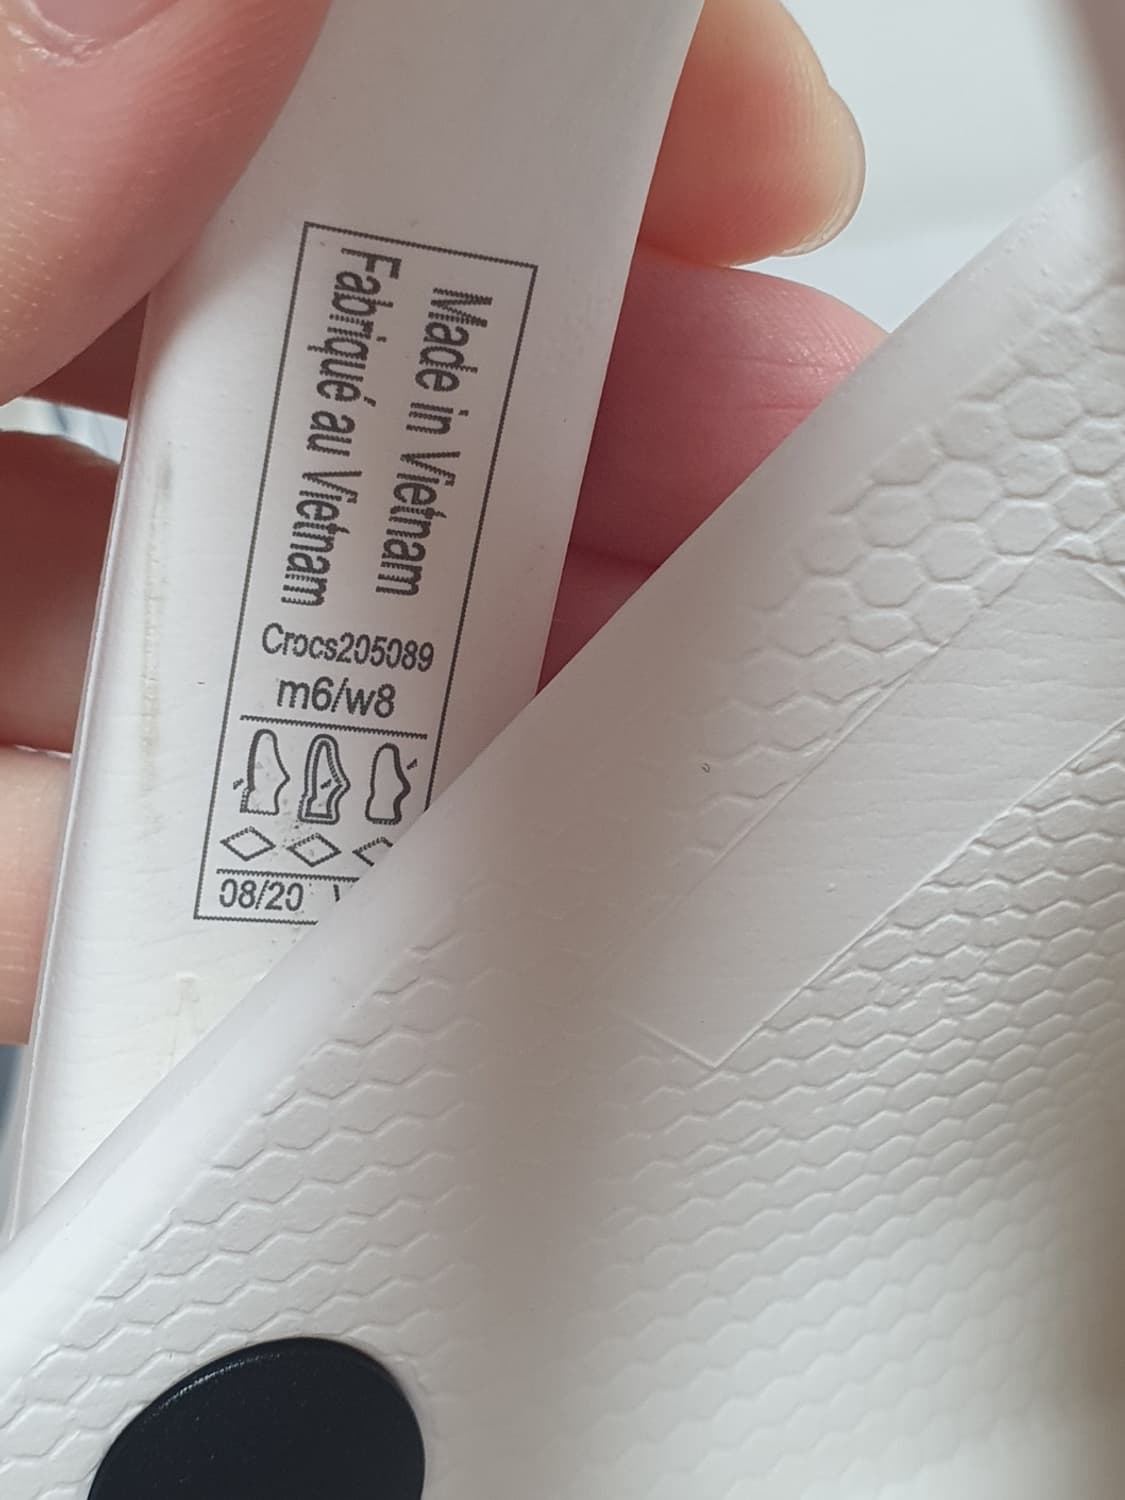 Made in Vietnam
Fabriqué au Vietnam
Crocs205089
m6/w8
08/20